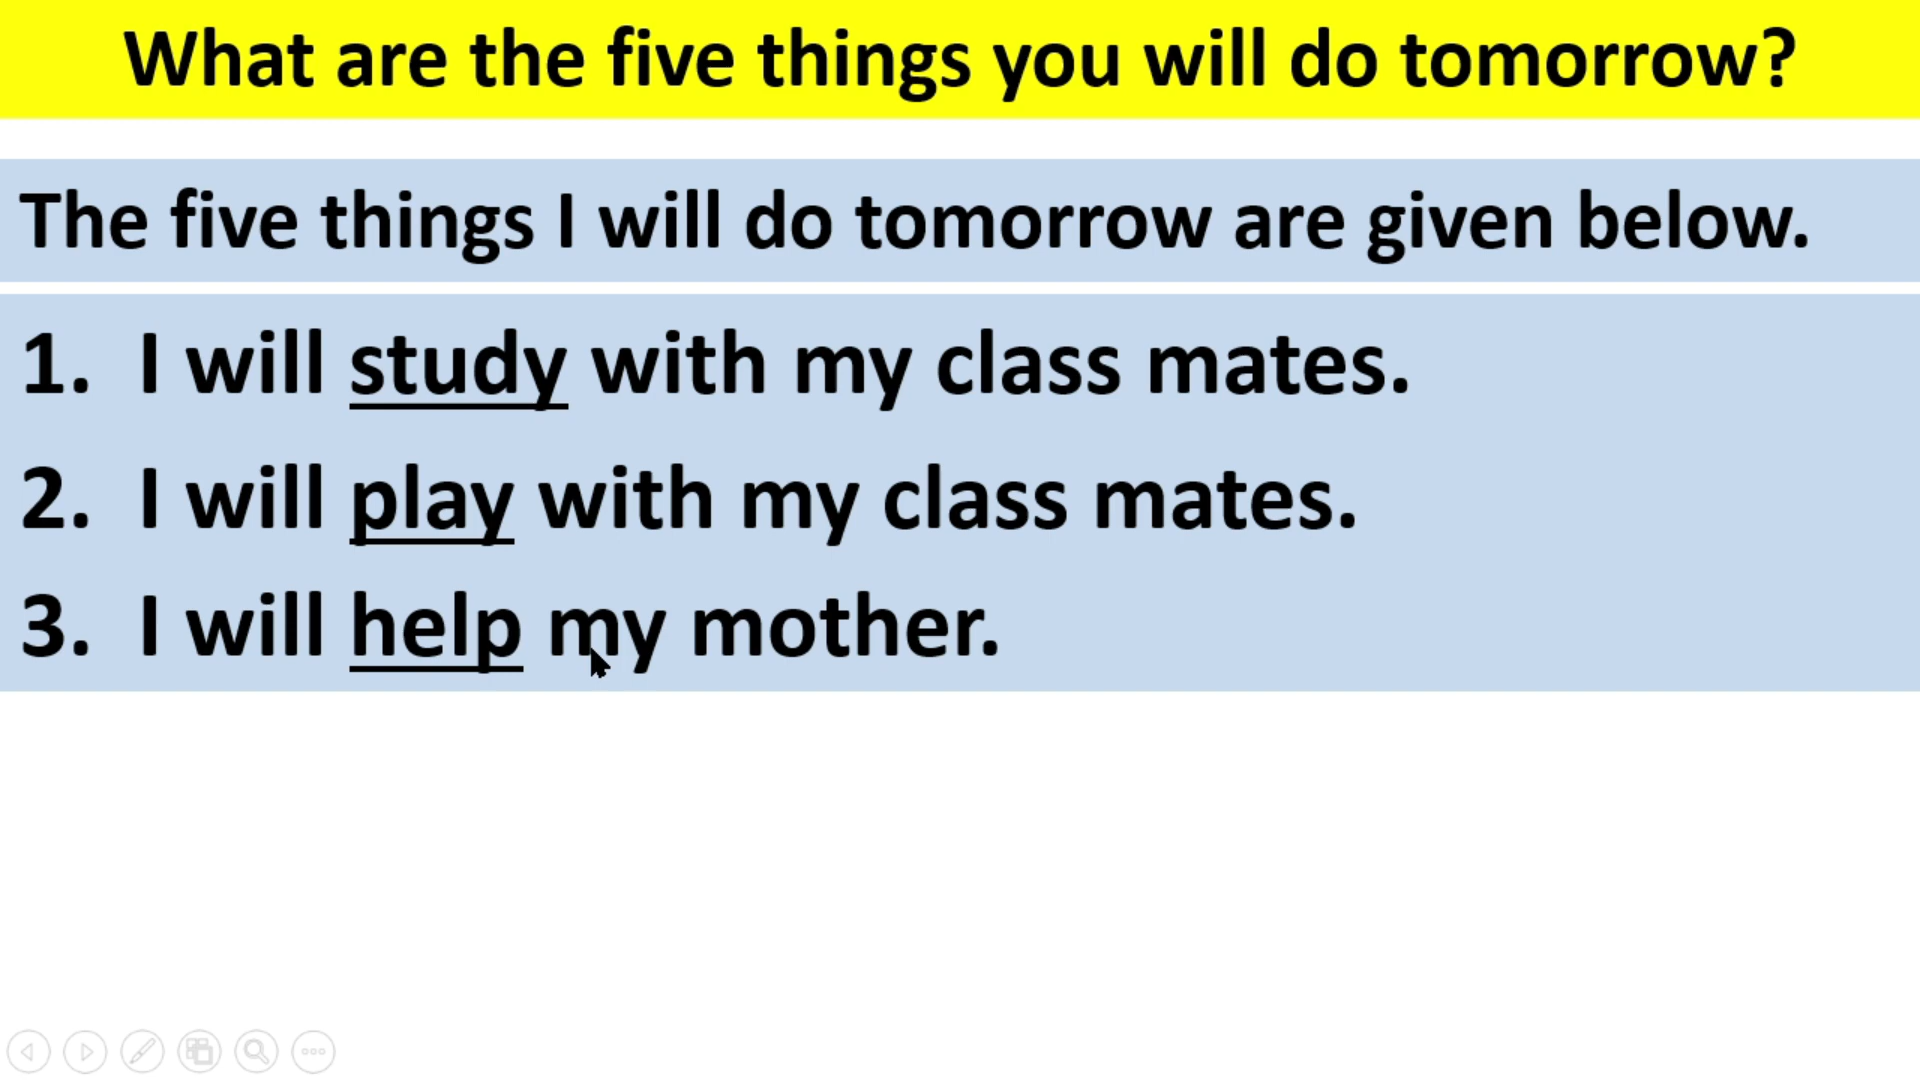 What are the five things you will do tomorrow?
The five things I will do tomorrow are given below.
1. I will study with my class mates.
2. I will play with my class mates.
3. I will help my mother.